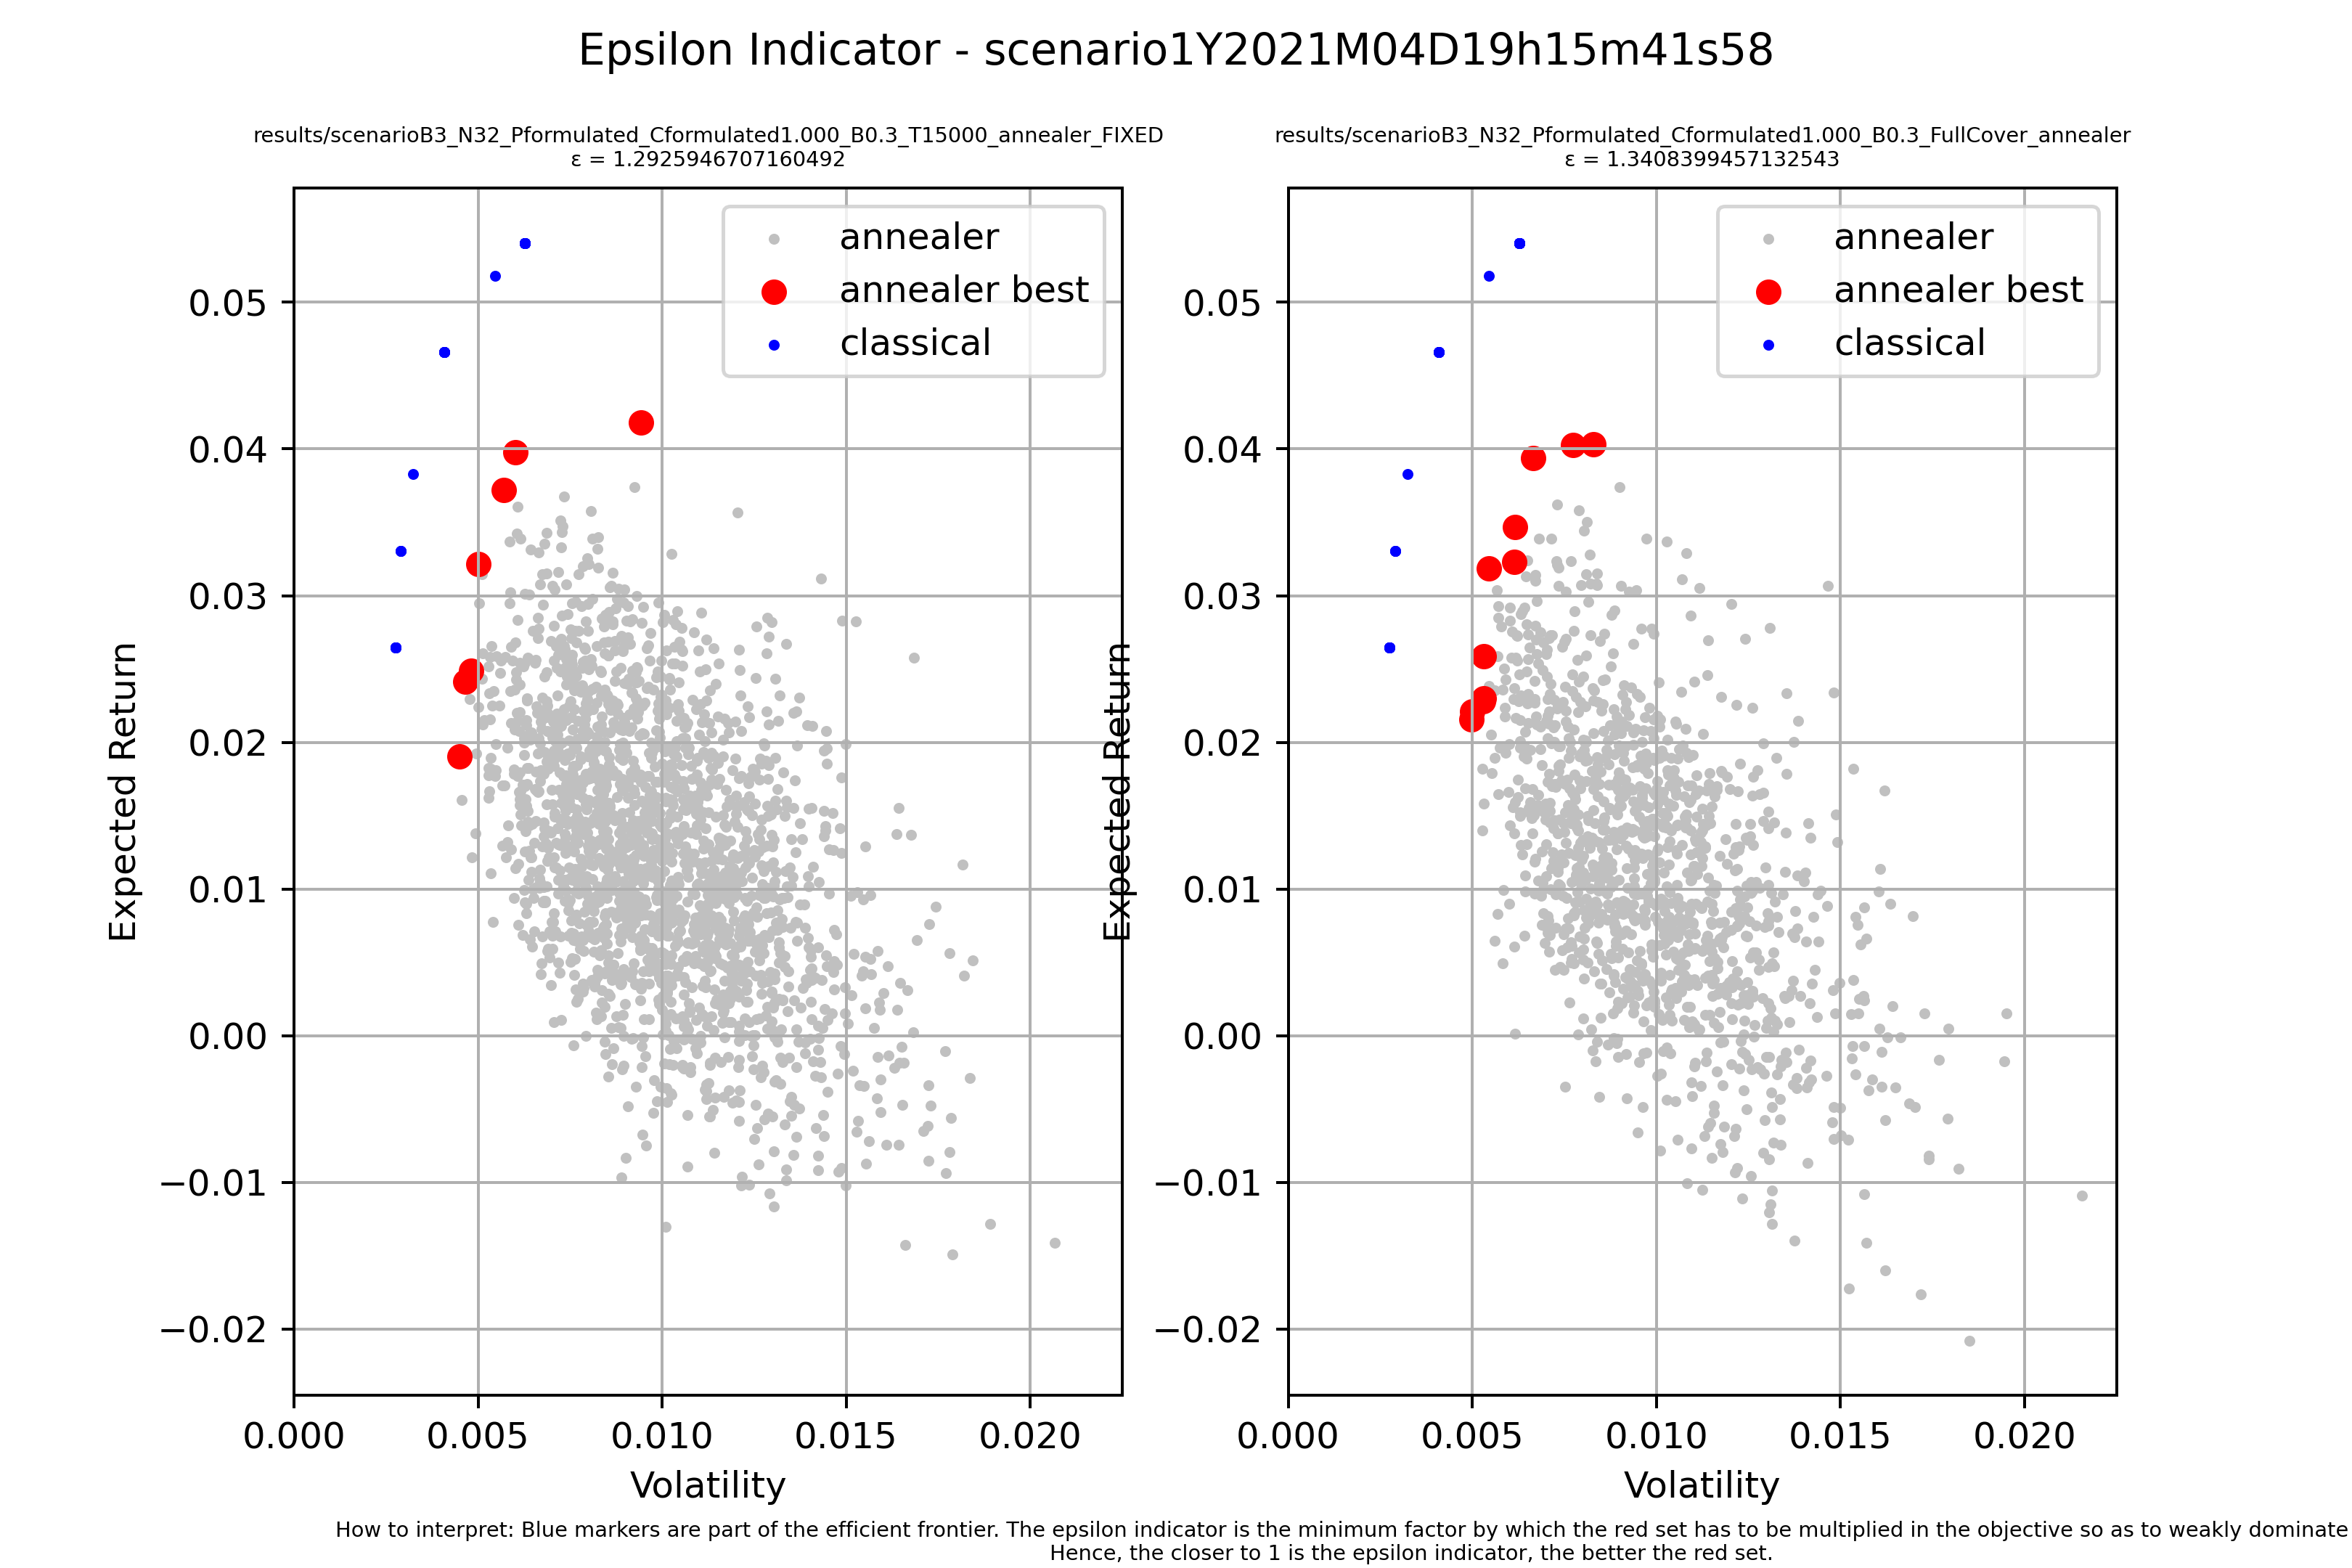 Epsilon Indicator - scenario1Y2021M04D19h15m41s58
results/scenarioB3_N32_Pformulated_Cformulated1.000_B0.3_T15000_annealer_FIXED
ε = 1.2925946707160492
annealer
annealer best
classical
0.05
0.04
0.03
0.02
0.01
0.00
−0.01
−0.02
Expected Return
0.000
0.005
0.010
0.015
0.020
Volatility
results/scenarioB3_N32_Pformulated_Cformulated1.000_B0.3_FullCover_annealer
ε = 1.3408399457132543
annealer
annealer best
classical
0.05
0.04
0.03
0.02
0.01
0.00
−0.01
−0.02
Expected Return
0.000
0.005
0.010
0.015
0.020
Volatility
How to interpret: Blue markers are part of the efficient frontier. The epsilon indicator is the minimum factor by which the red set has to be multiplied in the objective so as to weakly dominate
Hence, the closer to 1 is the epsilon indicator, the better the red set.